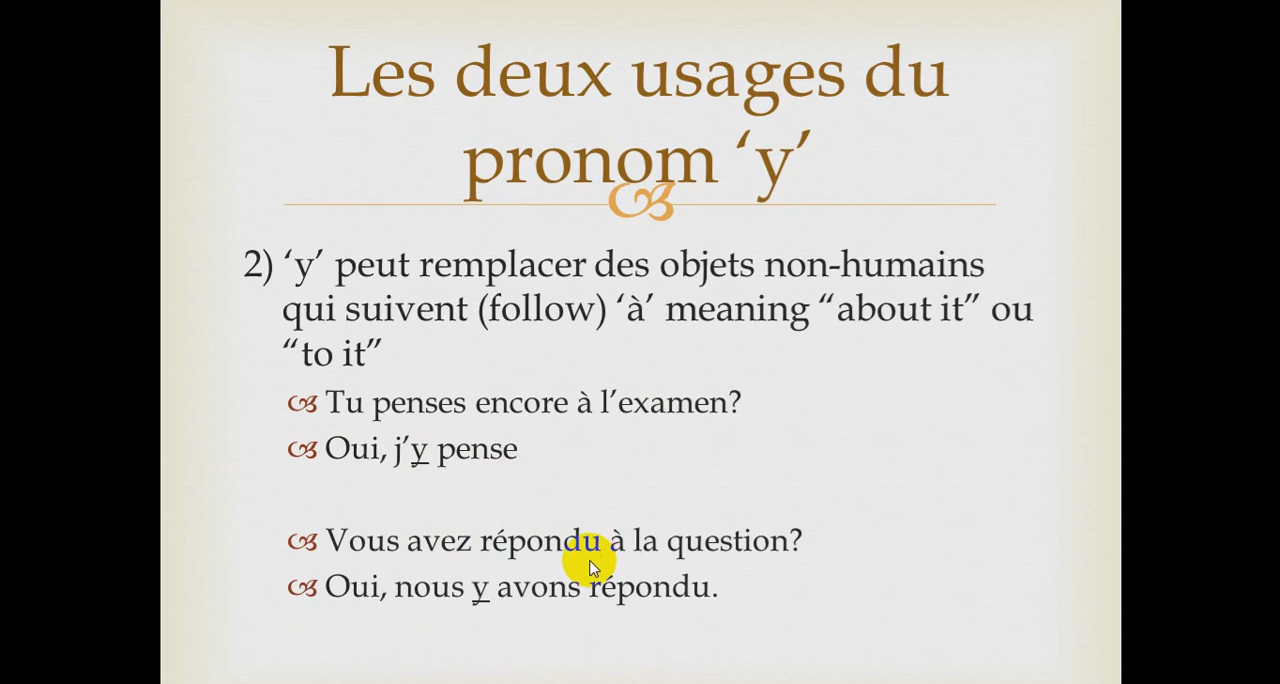 Les deux usages du
pronom ‘y’
2) ‘y’ peut remplacer des objets non-humains
qui suivent (follow) ‘à’ meaning “about it” ou
“to it”
Tu penses encore à l’examen?
Oui, j’y pense
Vous avez répondu à la question?
Oui, nous y avons répondu.